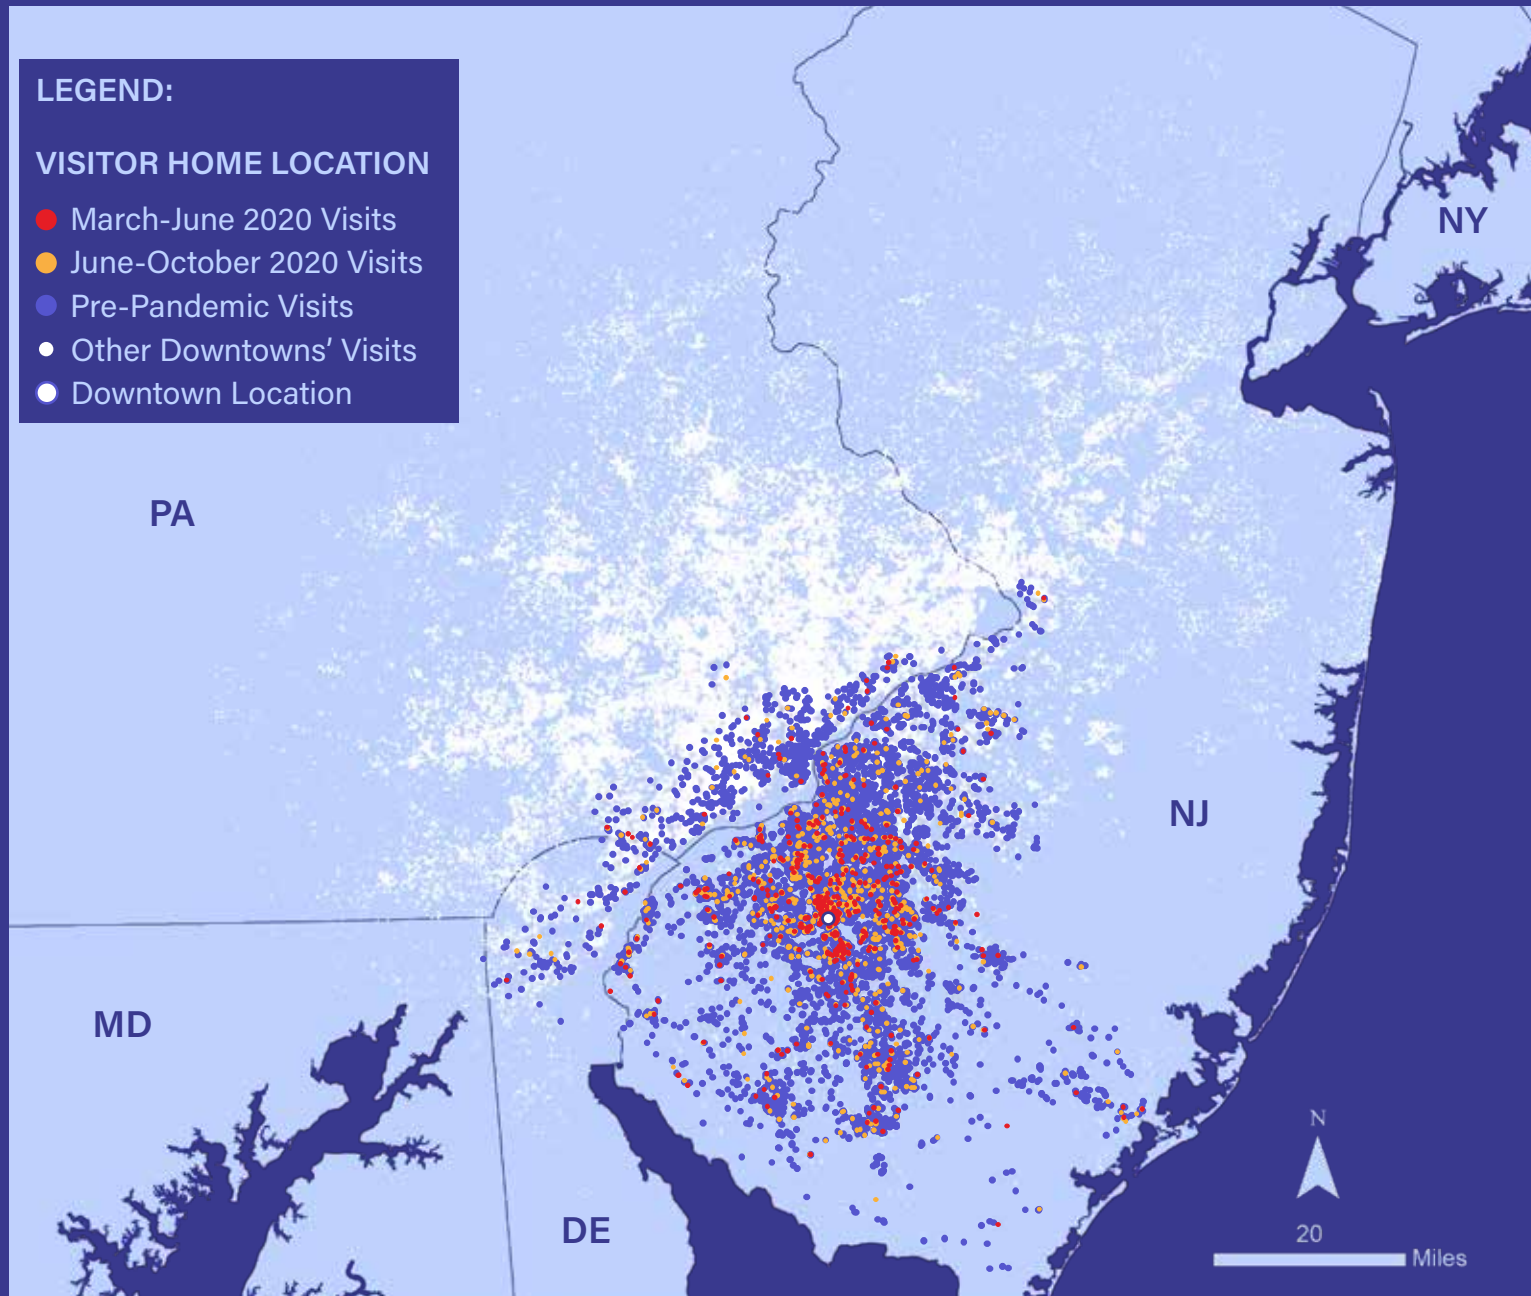 LEGEND:
VISITOR HOME LOCATION
March-June 2020 Visits
June-October 2020 Visits
Pre-Pandemic Visits
Other Downtowns’ Visits
Downtown Location
NY
PA
NJ
MD
DE
N
20
Miles